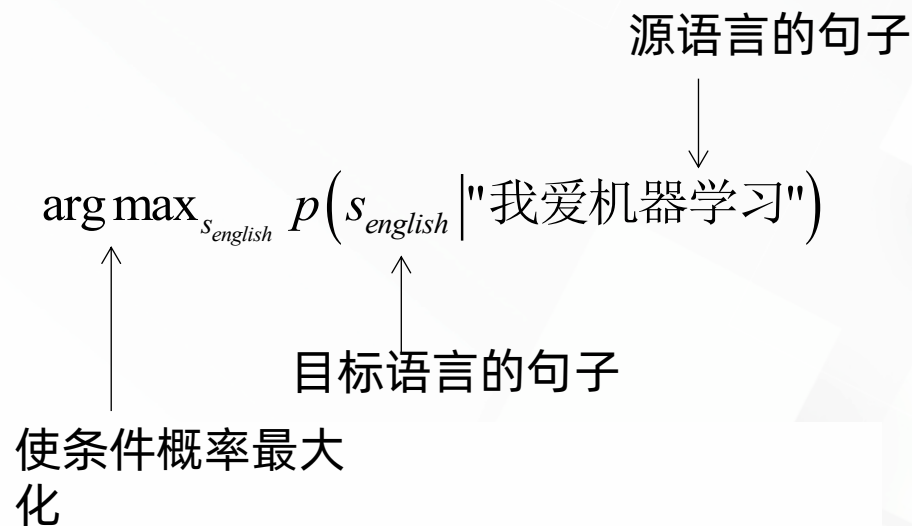 源语言的句子
arg max s_english p(s_english|"我爱机器学习")
目标语言的句子
使条件概率最大
化